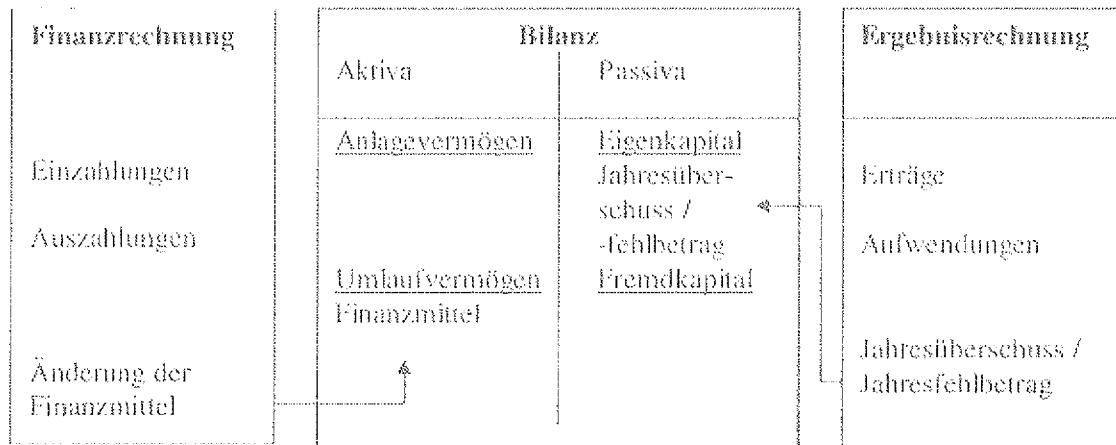 Finanzrechnung
Einzahlungen
Auszahlungen
Änderung der
Finanzmittel
Bilanz
Aktiva
Anlagevermögen
Umlaufvermögen
Finanzmittel
Passiva
Eigenkapital
Jahresüber-
schuss /
-fehlbetrag
Fremdkapital
Ergebnisrechnung
Erträge
Aufwendungen
Jahresüberschuss /
Jahresfehlbetrag